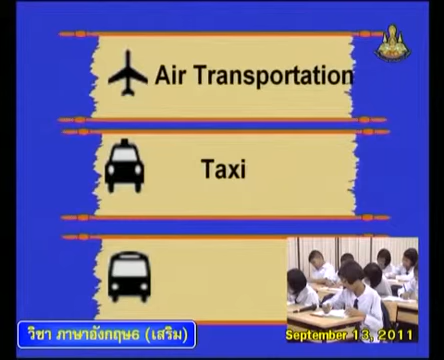 Air Transportation
Taxi
วิชา ภาษาอังกฤษ6 (เสริม)
September 13, 2011